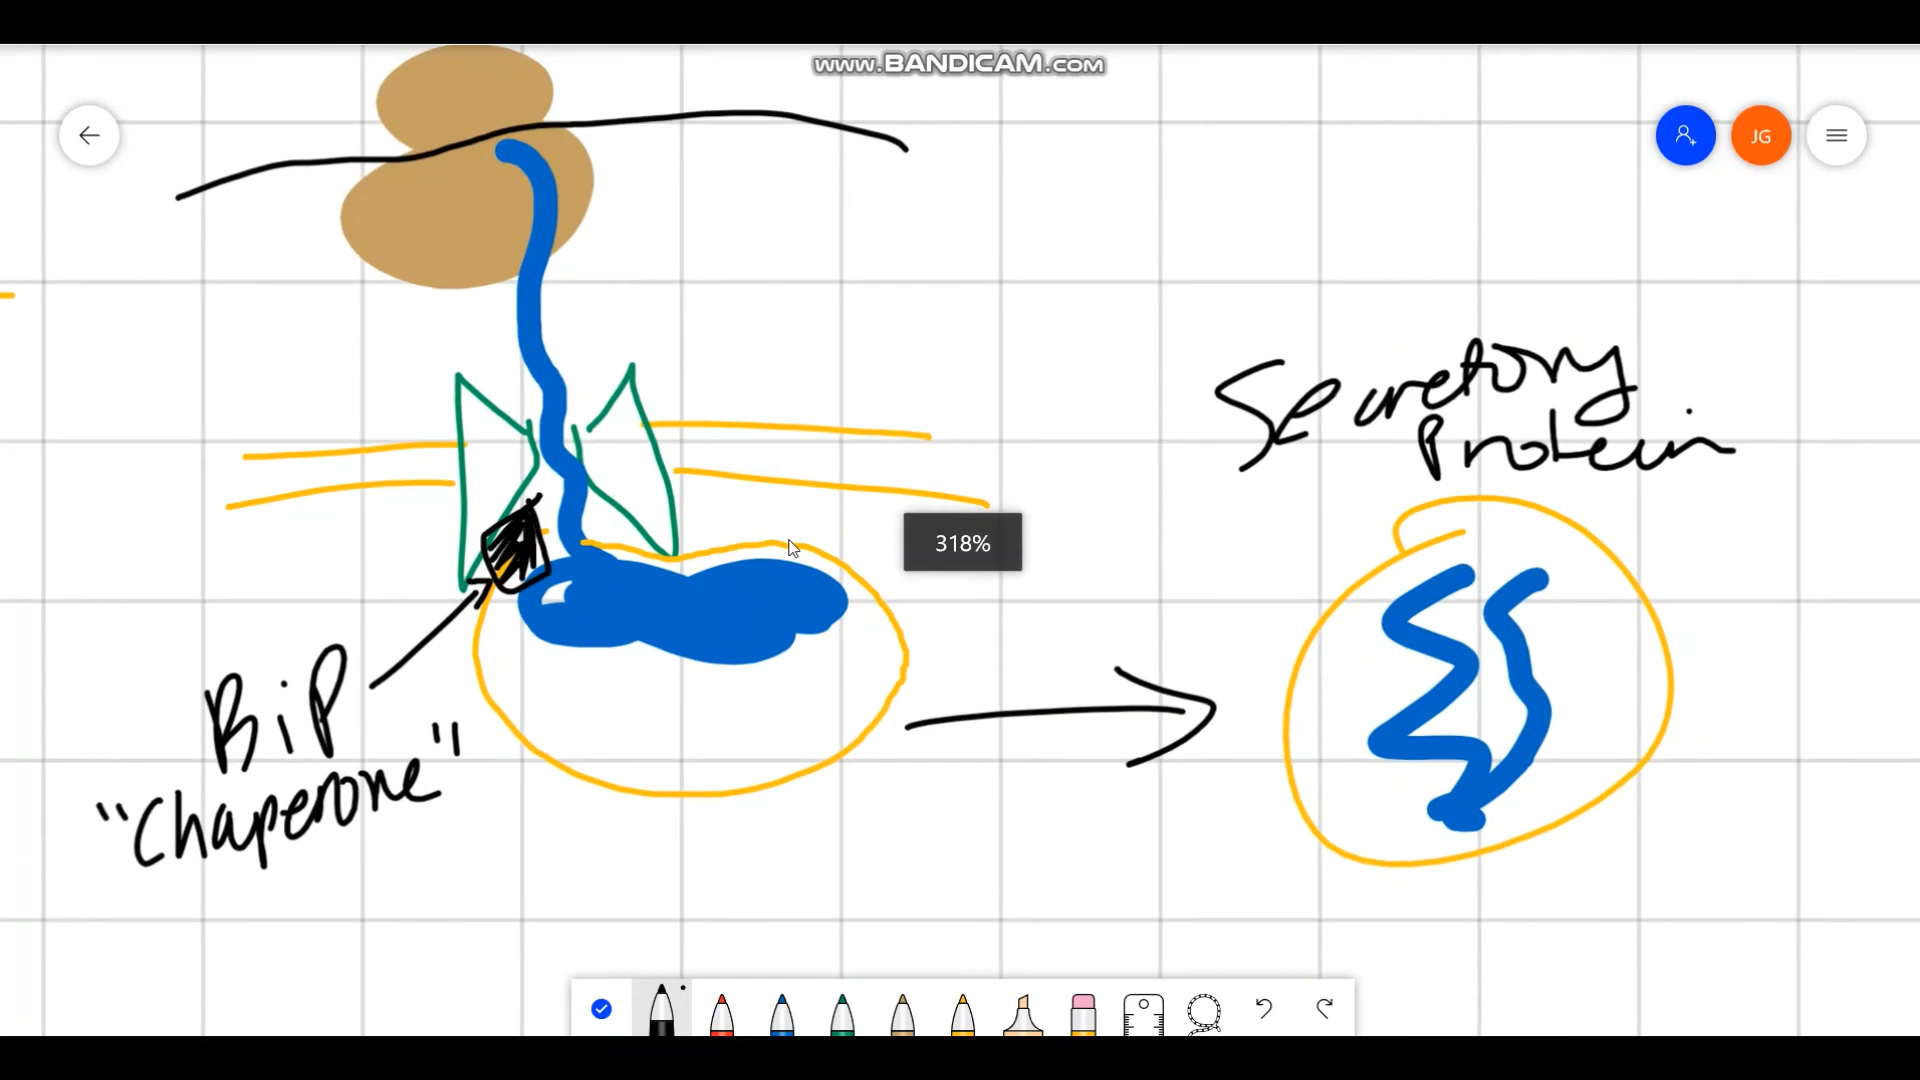 www.BANDICAM.com
JG
Secretory
Protein
318%
BiP
"Chaperone"